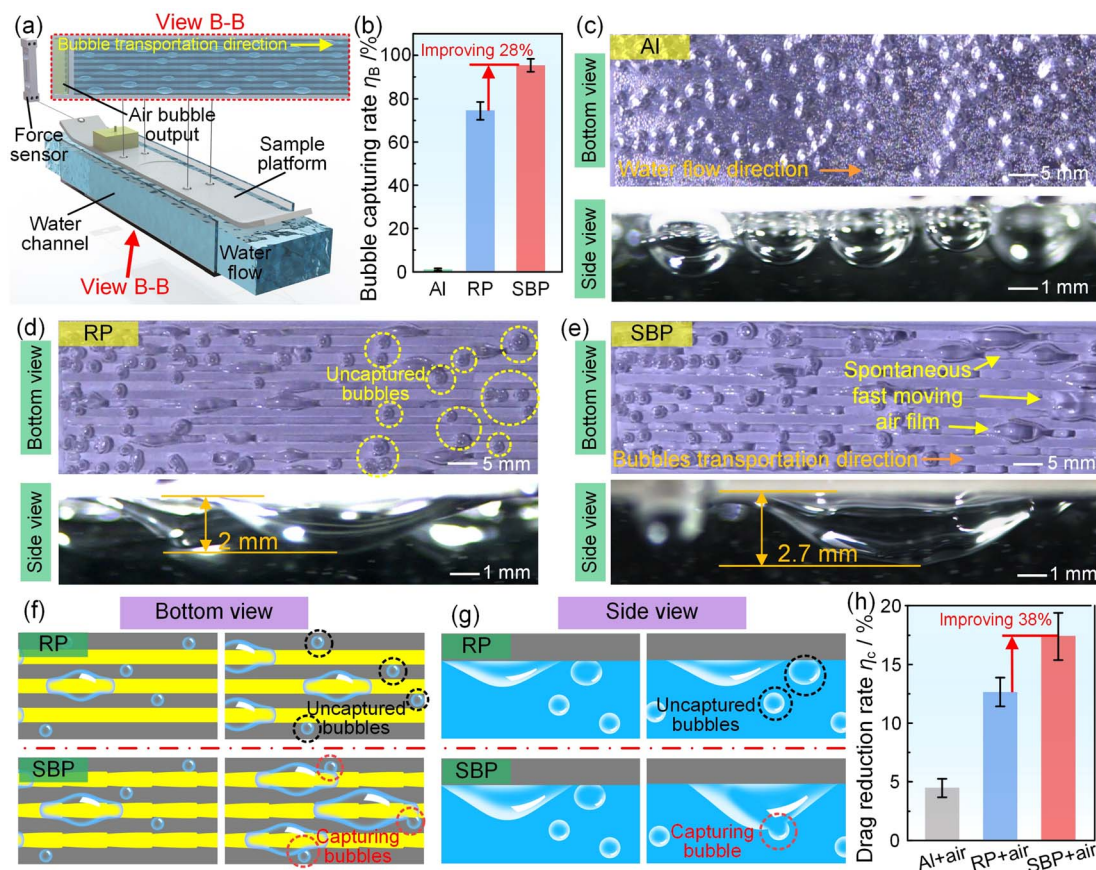 (a)
View B-B
Bubble transportation direction
Air bubble
output
Force
sensor
Sample
platform
Water
channel
Water
flow
View B-B
(b)
Bubble capturing rate ηB /%
100
80
60
40
20
0
Improving 28%
Al
RP
SBP
(c)
Al
Bottom view
Water flow direction
5 mm
Side view
1 mm
(d)
RP
Bottom view
Uncaptured
bubbles
5 mm
Side view
2 mm
1 mm
(e)
SBP
Bottom view
Spontaneous
fast moving
air film
Bubbles transportation direction
5 mm
Side view
2.7 mm
1 mm
(f)
Bottom view
RP
Uncaptured
bubbles
SBP
Capturing
bubbles
(g)
Side view
RP
Uncaptured
bubbles
SBP
Capturing
bubble
(h)
Drag reduction rate ηc / %
20
15
10
5
0
Improving 38%
Al+air
RP+air
SBP+air